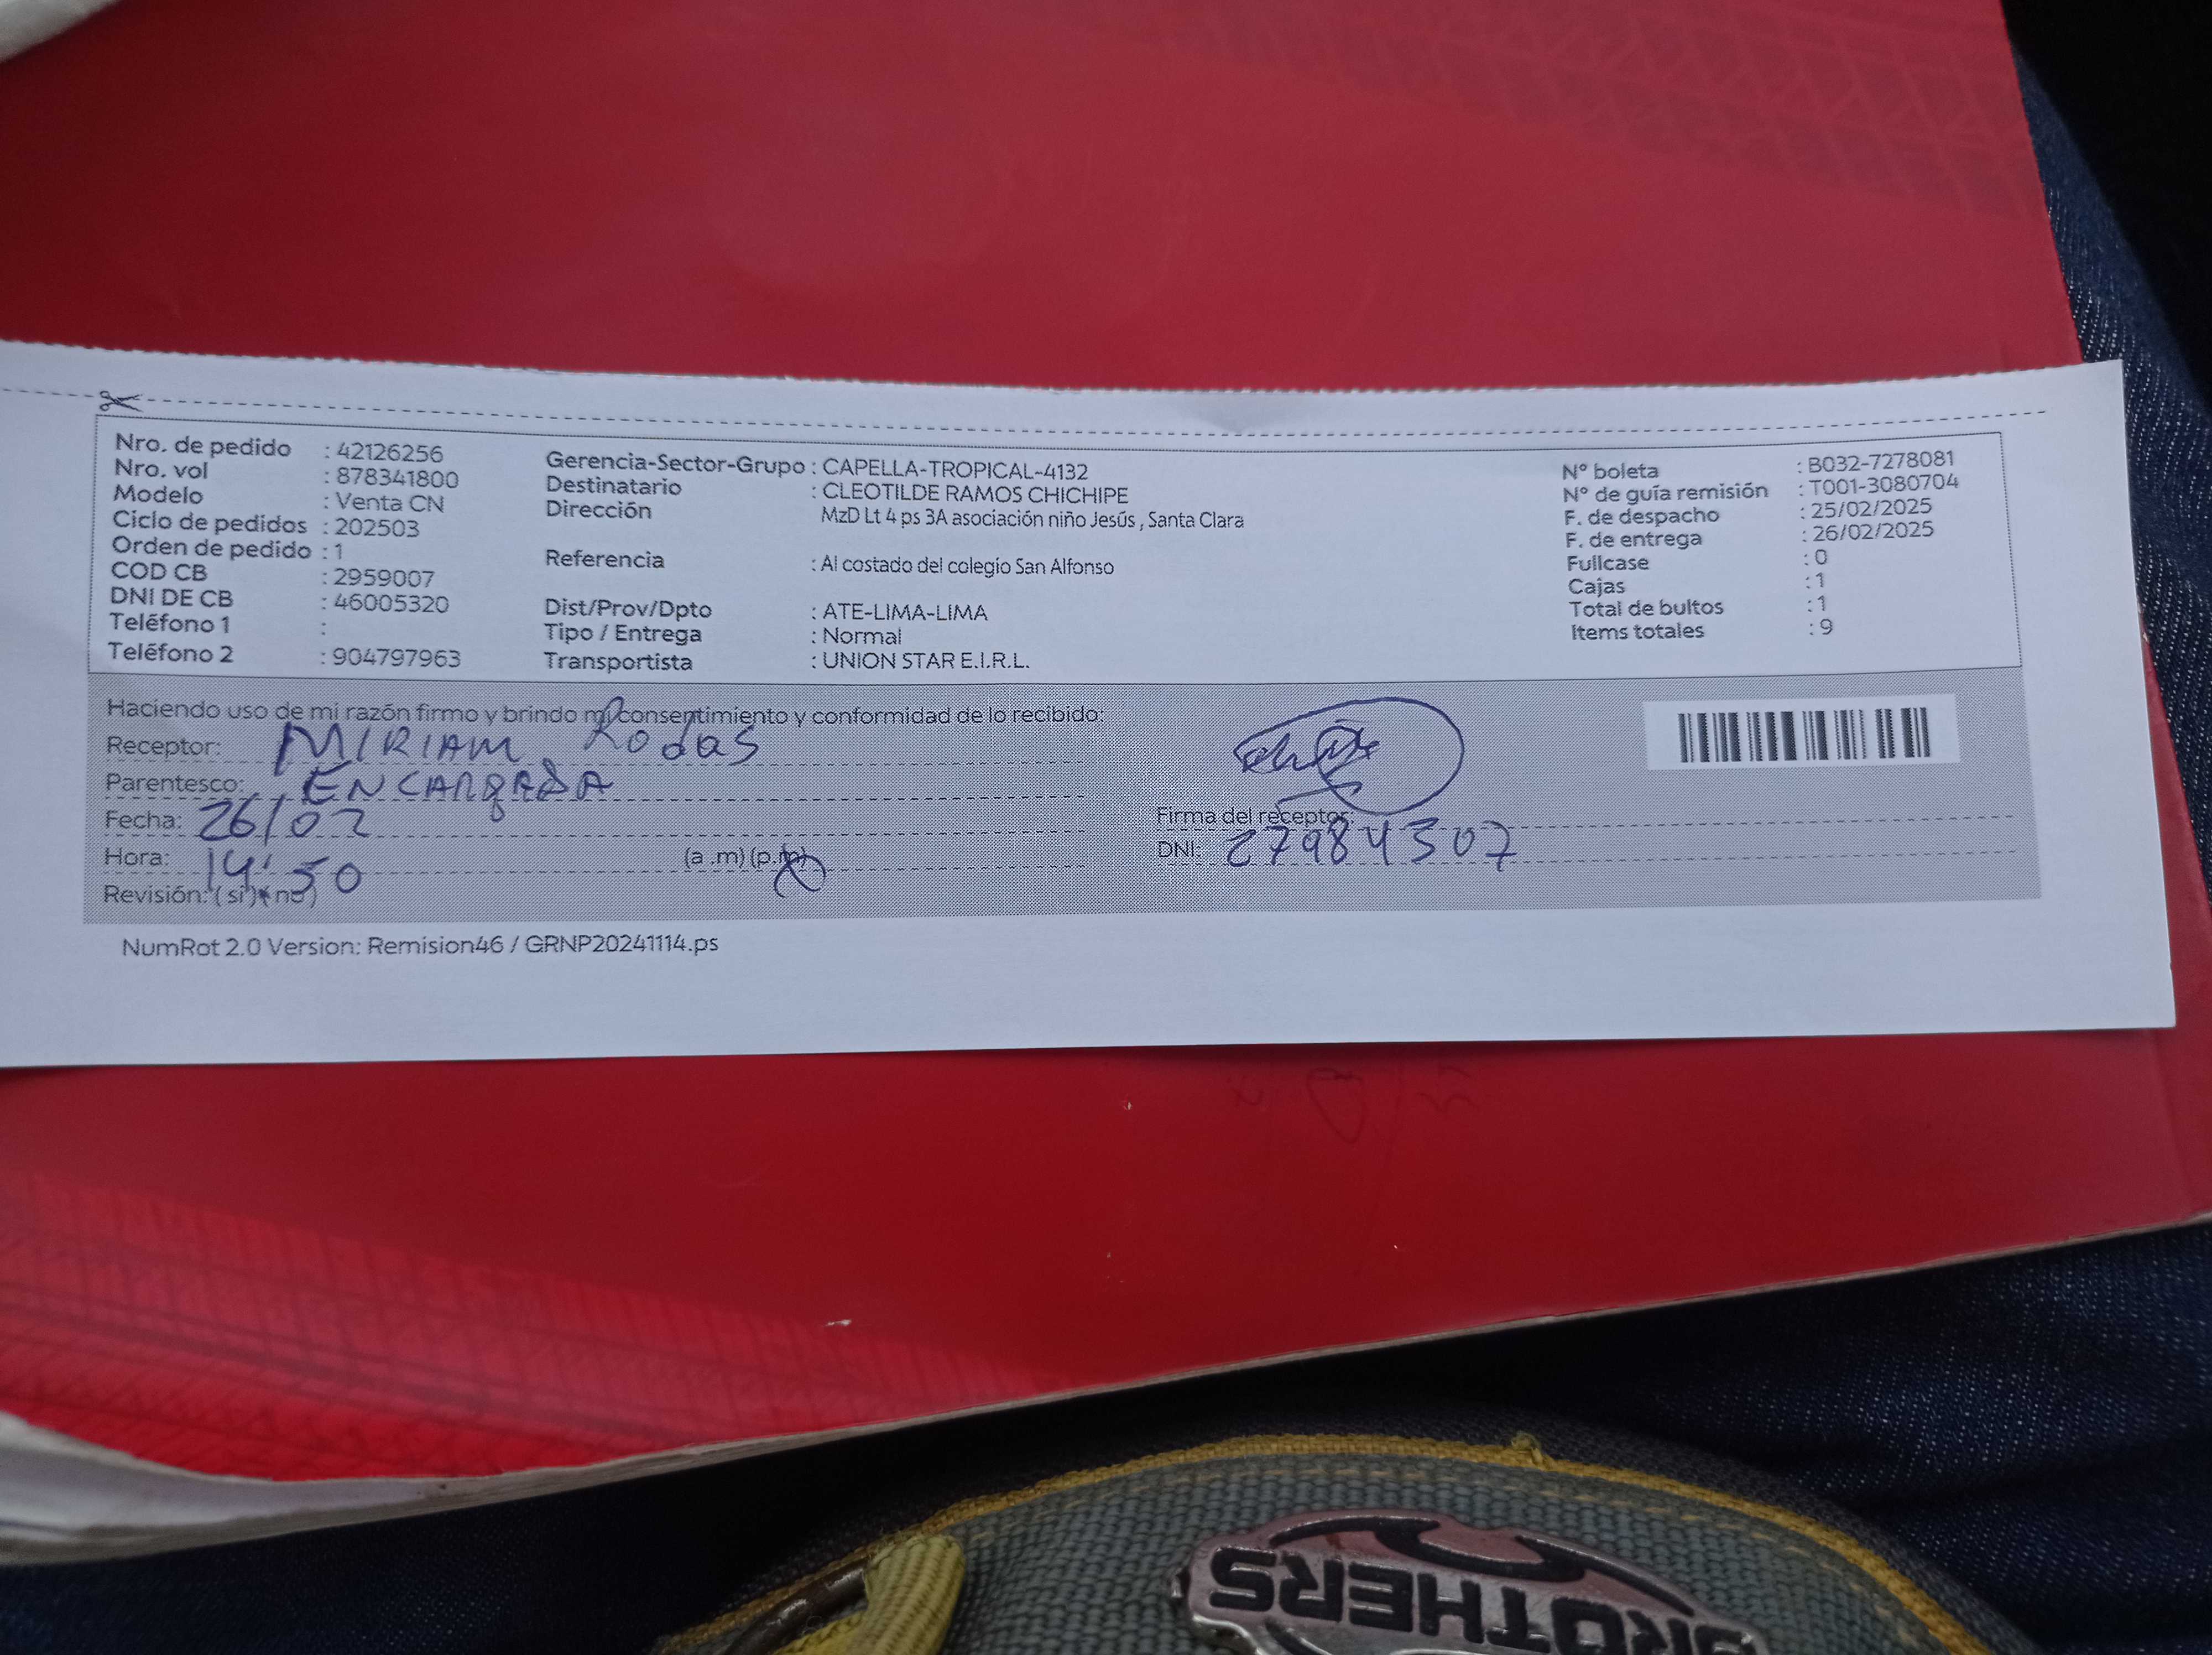 Nro. de pedido : 42126256
Nro. vol : 878341800
Modelo : Venta CN
Ciclo de pedidos : 202503
Orden de pedido : 1
COD CB : 2959007
DNI DE CB : 46005320
Teléfono 1 :
Teléfono 2 : 904797963
Gerencia-Sector-Grupo : CAPELLA-TROPICAL-4132
Destinatario : CLEOTILDE RAMOS CHICHIPE
Dirección MzD Lt 4 ps 3A asociación niño Jesús , Santa Clara
Referencia : Al costado del colegio San Alfonso
Dist/Prov/Dpto : ATE-LIMA-LIMA
Tipo / Entrega : Normal
Transportista : UNION STAR E.I.R.L.
N° boleta : B032-7278081
N° de guía remisión : T001-3080704
F. de despacho : 25/02/2025
F. de entrega : 26/02/2025
Fullcase : 0
Cajas : 1
Total de bultos : 1
Items totales : 9
Haciendo uso de mi razón firmo y brindo mi consentimiento y conformidad de lo recibido:
Receptor: MIRIAM Rodas
Parentesco: ENCARGADA
Fecha: 26/02
Hora: 14:50 (a .m) (p.m)
Revisión: ( si ) ( no )
Firma del receptor:
DNI: 27984307
NumRot 2.0 Version: Remision46 / GRNP20241114.ps
BROTHERS